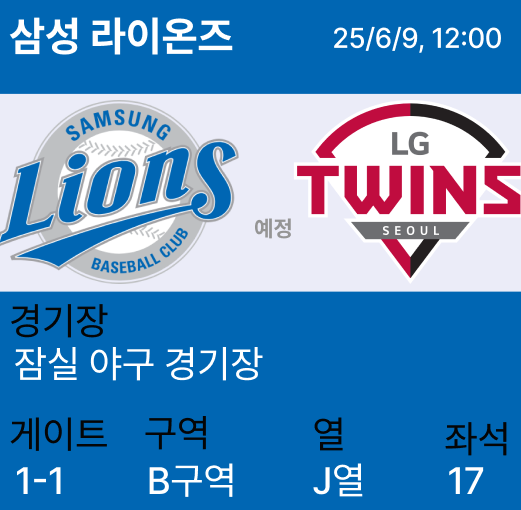 삼성 라이온즈
25/6/9, 12:00
SAMSUNG
Lions
BASEBALL CLUB
예정
LG
TWINS
SEOUL
경기장
잠실 야구 경기장
게이트 구역 열 좌석
1-1 B구역 J열 17